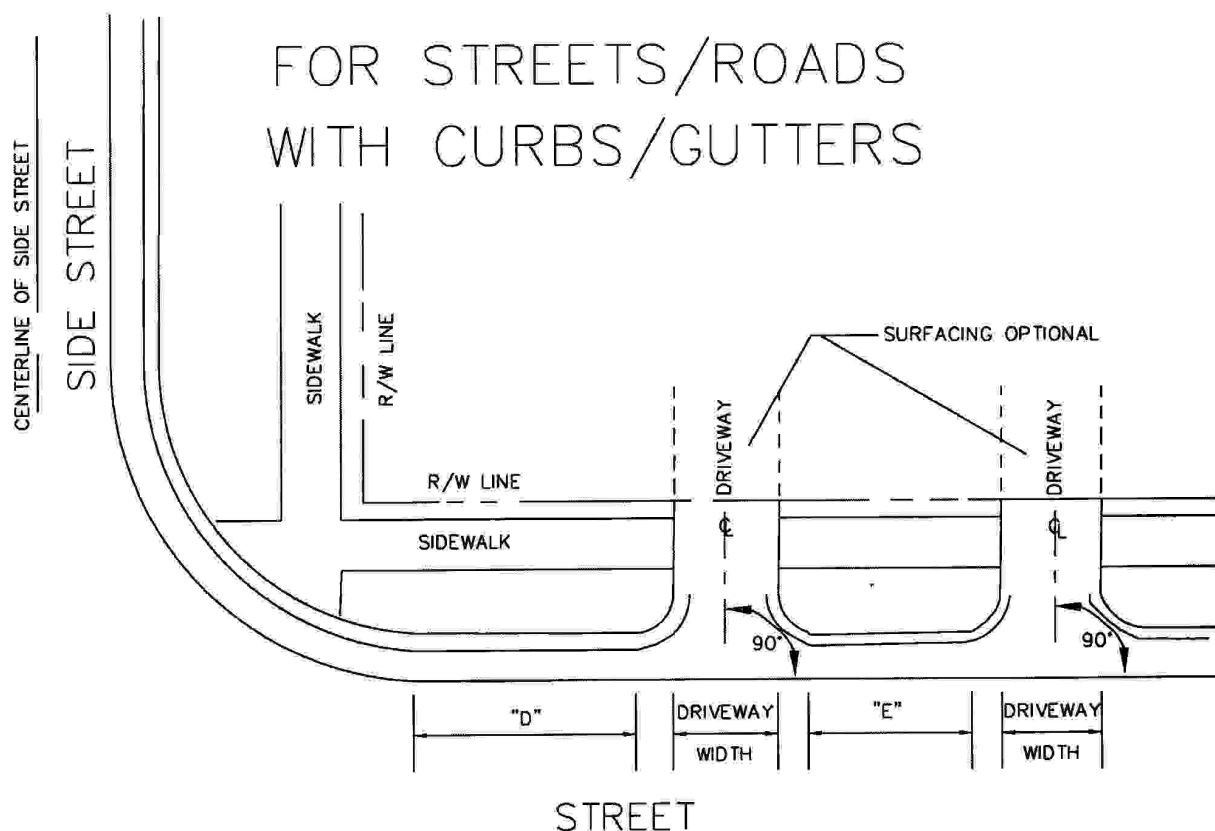 FOR STREETS/ROADS
WITH CURBS/GUTTERS
CENTERLINE OF SIDE STREET
SIDE STREET
SIDEWALK
R/W LINE
SURFACING OPTIONAL
DRIVEWAY
DRIVEWAY
R/W LINE
SIDEWALK
℄
℄
90°
90°
"D"
DRIVEWAY
WIDTH
"E"
DRIVEWAY
WIDTH
STREET